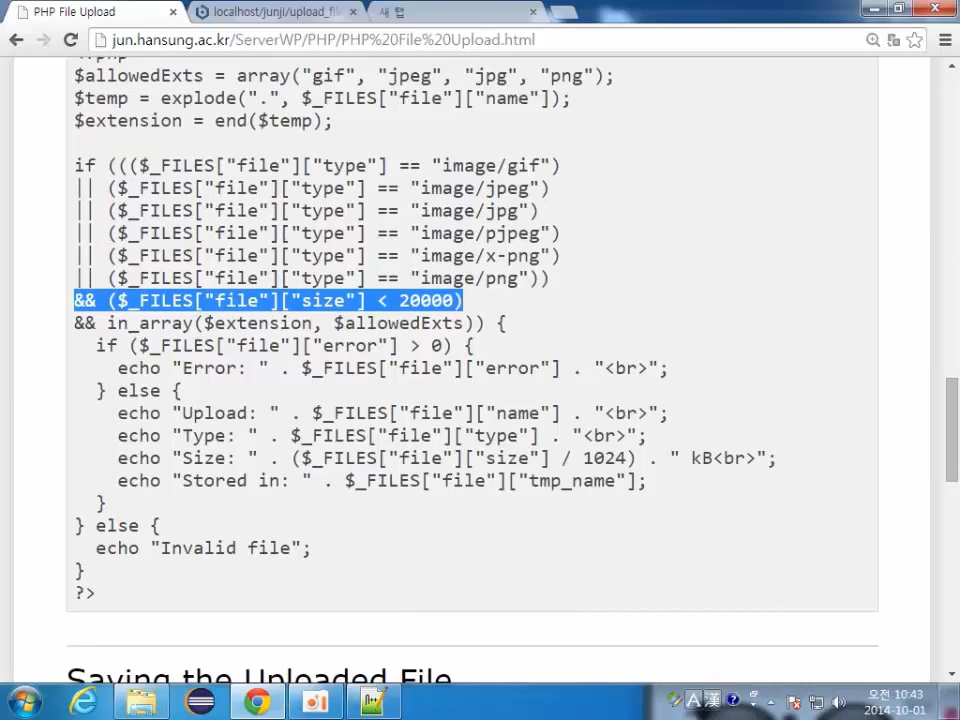 PHP File Upload
localhost/junji/upload_fil
새 탭
jun.hansung.ac.kr/ServerWP/PHP/PHP%20File%20Upload.html
$allowedExts = array("gif", "jpeg", "jpg", "png");
$temp = explode(".", $_FILES["file"]["name"]);
$extension = end($temp);
if ((($_FILES["file"]["type"] == "image/gif")
|| ($_FILES["file"]["type"] == "image/jpeg")
|| ($_FILES["file"]["type"] == "image/jpg")
|| ($_FILES["file"]["type"] == "image/pjpeg")
|| ($_FILES["file"]["type"] == "image/x-png")
|| ($_FILES["file"]["type"] == "image/png"))
&& ($_FILES["file"]["size"] < 20000)
&& in_array($extension, $allowedExts)) {
if ($_FILES["file"]["error"] > 0) {
echo "Error: " . $_FILES["file"]["error"] . "<br>";
} else {
echo "Upload: " . $_FILES["file"]["name"] . "<br>";
echo "Type: " . $_FILES["file"]["type"] . "<br>";
echo "Size: " . ($_FILES["file"]["size"] / 1024) . " kB<br>";
echo "Stored in: " . $_FILES["file"]["tmp_name"];
}
} else {
echo "Invalid file";
}
?>
Saving the Uploaded File
A 漢
오전 10:43
2014-10-01